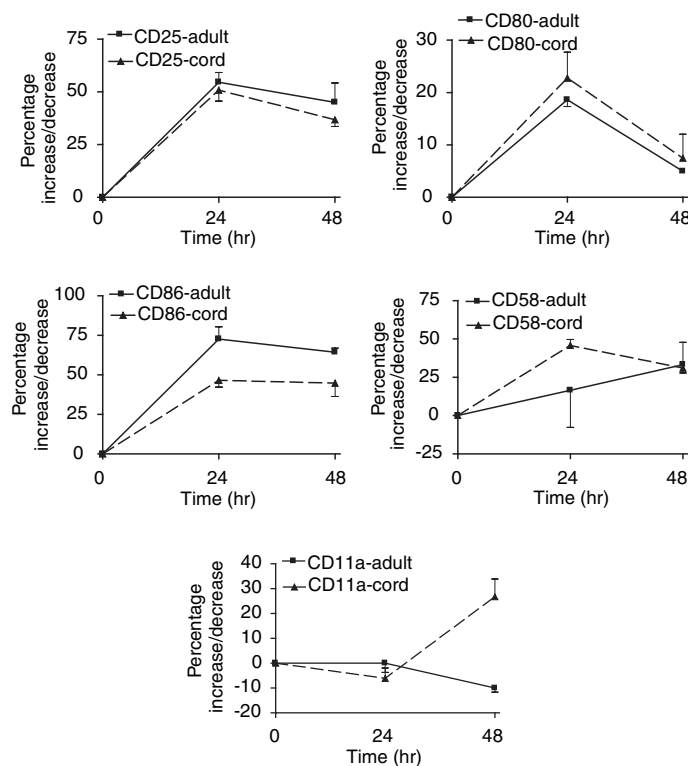 CD25-adult
CD25-cord
Percentage
increase/decrease
75
50
25
0
0 24 48
Time (hr)
CD80-adult
CD80-cord
Percentage
increase/decrease
30
20
10
0
0 24 48
Time (hr)
CD86-adult
CD86-cord
Percentage
increase/decrease
100
75
50
25
0
0 24 48
Time (hr)
CD58-adult
CD58-cord
Percentage
increase/decrease
75
50
25
0
-25
0 24 48
Time (hr)
CD11a-adult
CD11a-cord
Percentage
increase/decrease
40
30
20
10
0
-10
-20
0 24 48
Time (hr)